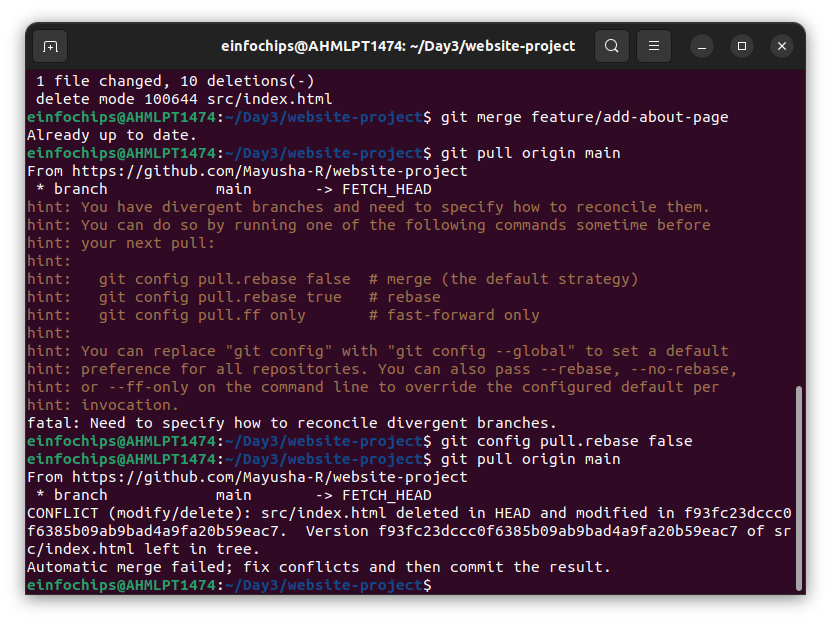 einfochips@AHMLPT1474: ~/Day3/website-project
 1 file changed, 10 deletions(-)
 delete mode 100644 src/index.html
einfochips@AHMLPT1474:~/Day3/website-project$ git merge feature/add-about-page
Already up to date.
einfochips@AHMLPT1474:~/Day3/website-project$ git pull origin main
From https://github.com/Mayusha-R/website-project
 * branch            main       -> FETCH_HEAD
hint: You have divergent branches and need to specify how to reconcile them.
hint: You can do so by running one of the following commands sometime before
hint: your next pull:
hint:
hint:   git config pull.rebase false  # merge (the default strategy)
hint:   git config pull.rebase true   # rebase
hint:   git config pull.ff only       # fast-forward only
hint:
hint: You can replace "git config" with "git config --global" to set a default
hint: preference for all repositories. You can also pass --rebase, --no-rebase,
hint: or --ff-only on the command line to override the configured default per
hint: invocation.
fatal: Need to specify how to reconcile divergent branches.
einfochips@AHMLPT1474:~/Day3/website-project$ git config pull.rebase false
einfochips@AHMLPT1474:~/Day3/website-project$ git pull origin main
From https://github.com/Mayusha-R/website-project
 * branch            main       -> FETCH_HEAD
CONFLICT (modify/delete): src/index.html deleted in HEAD and modified in f93fc23dccc0
f6385b09ab9bad4a9fa20b59eac7.  Version f93fc23dccc0f6385b09ab9bad4a9fa20b59eac7 of sr
c/index.html left in tree.
Automatic merge failed; fix conflicts and then commit the result.
einfochips@AHMLPT1474:~/Day3/website-project$